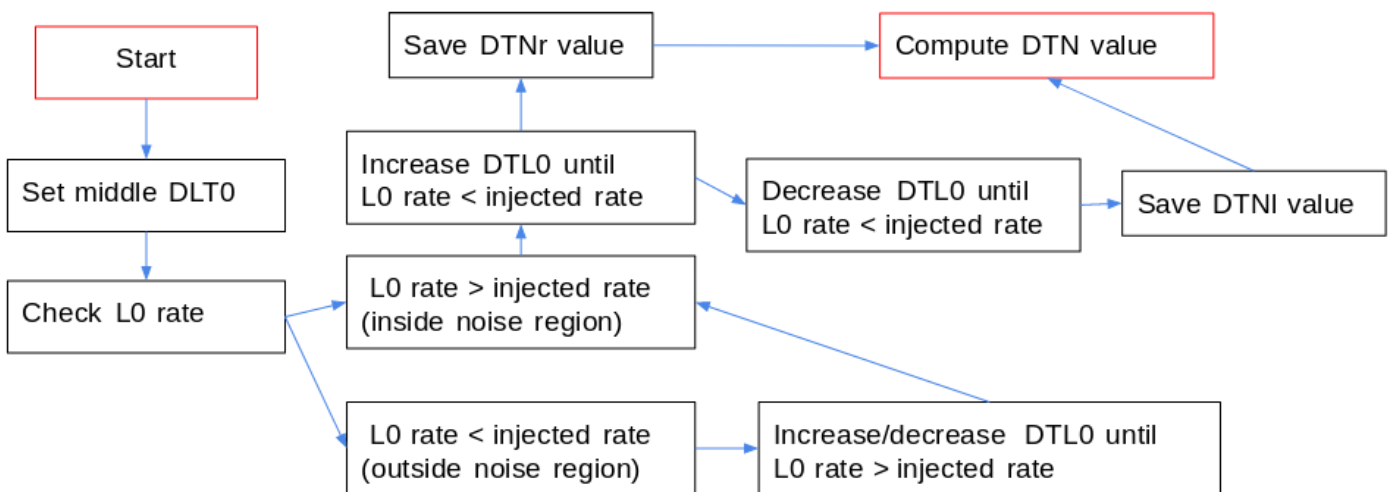 Start
Save DTNr value
Compute DTN value
Set middle DLT0
Increase DTL0 until
L0 rate < injected rate
Decrease DTL0 until
L0 rate < injected rate
Save DTNl value
Check L0 rate
L0 rate > injected rate
(inside noise region)
L0 rate < injected rate
(outside noise region)
Increase/decrease DTL0 until
L0 rate > injected rate